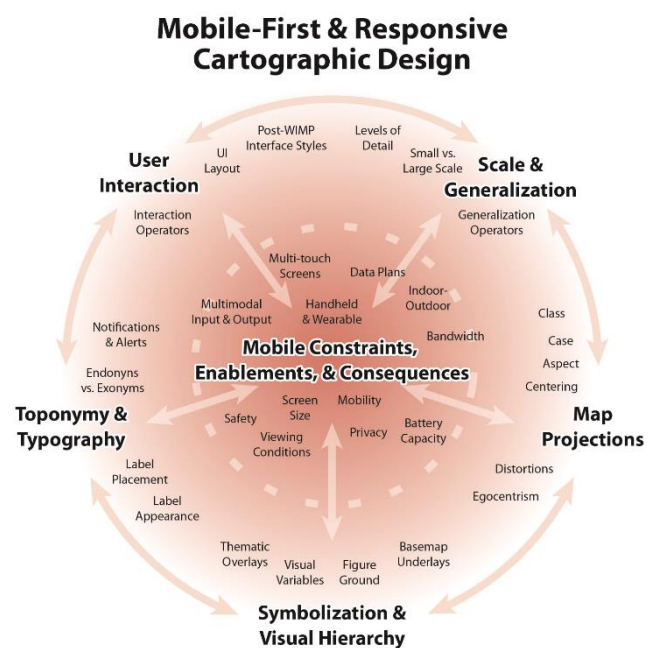 Mobile-First & Responsive
Cartographic Design
Post-WIMP
Interface Styles
Levels of
Detail
UI
Layout
Small vs.
Large Scale
User
Interaction
Scale &
Generalization
Interaction
Operators
Generalization
Operators
Multi-touch
Screens
Data Plans
Indoor-
Outdoor
Multimodal
Input & Output
Handheld
& Wearable
Bandwidth
Class
Case
Aspect
Centering
Notifications
& Alerts
Endonyns
vs. Exonyms
Mobile Constraints,
Enablements, & Consequences
Toponymy &
Typography
Map
Projections
Safety
Screen
Size
Mobility
Viewing
Conditions
Privacy
Battery
Capacity
Label
Placement
Label
Appearance
Distortions
Egocentrism
Thematic
Overlays
Visual
Variables
Figure
Ground
Basemap
Underlays
Symbolization &
Visual Hierarchy